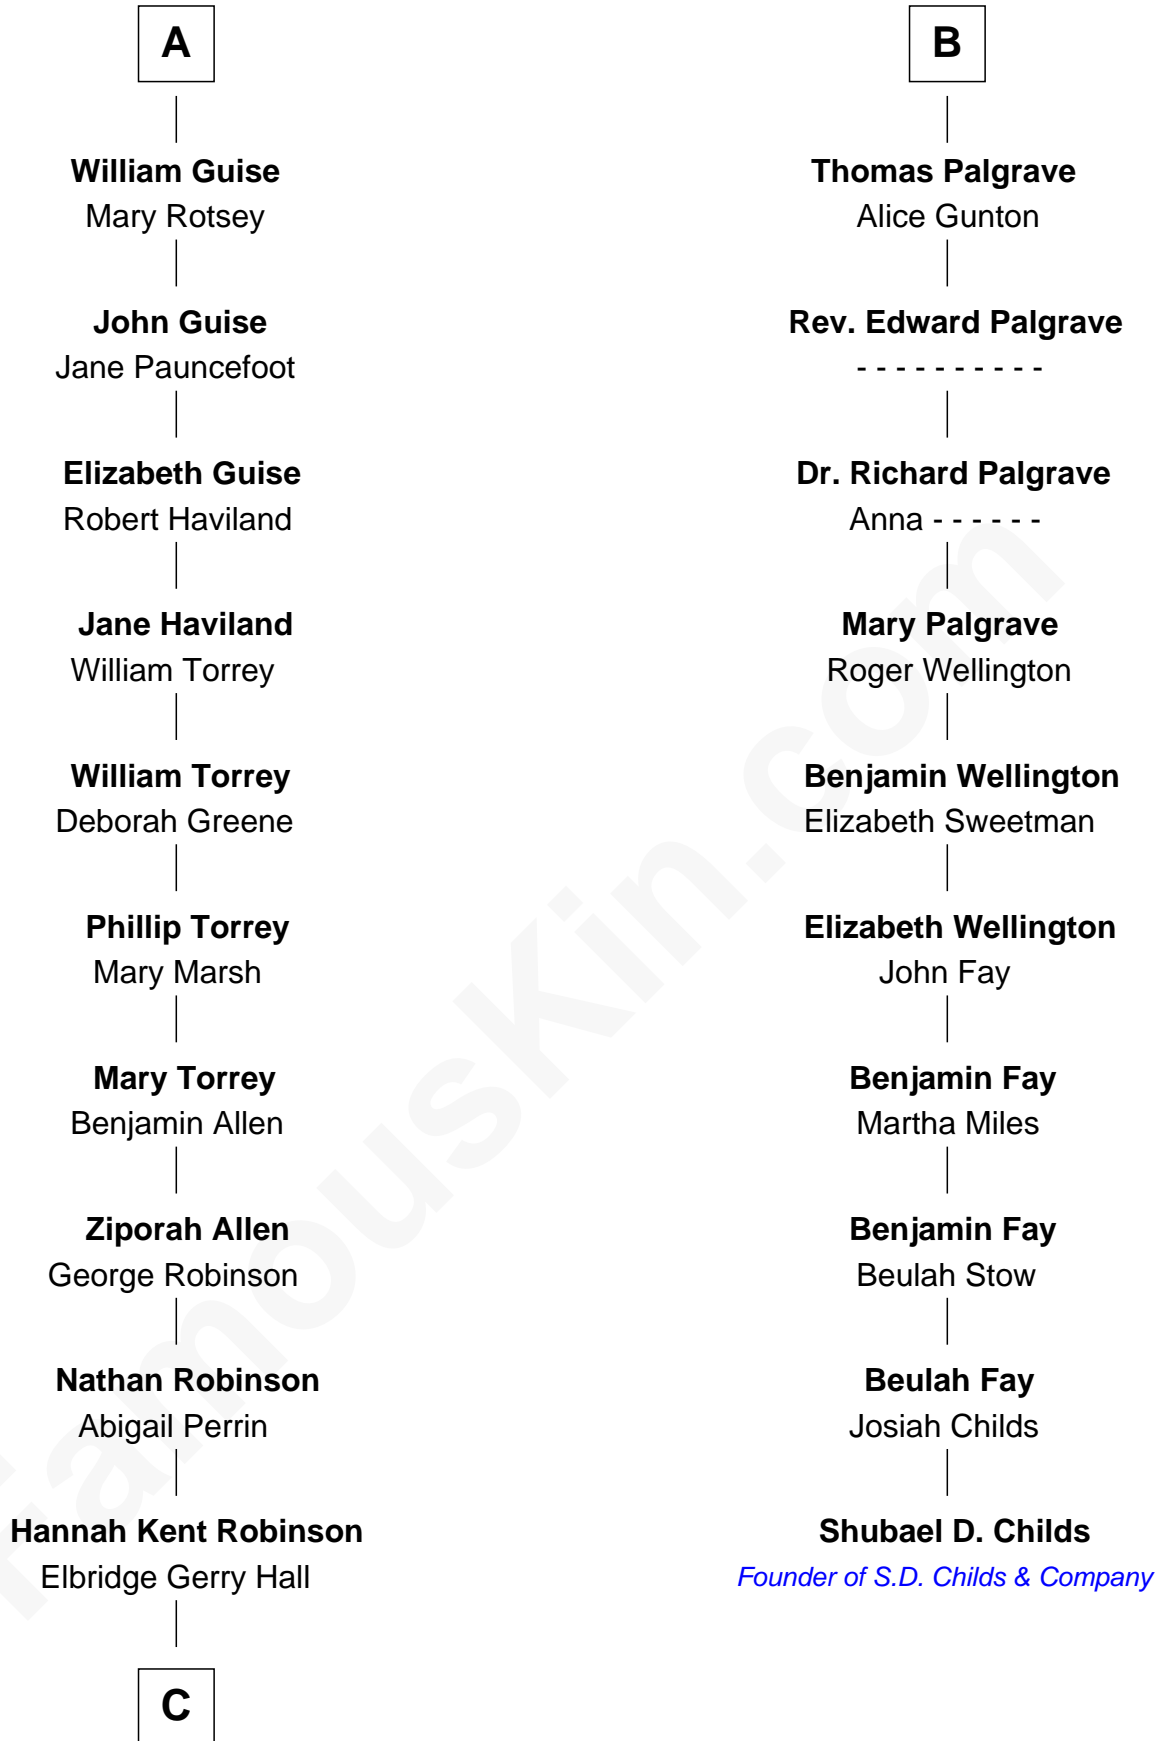 A
William Guise
Mary Rotsey
John Guise
Jane Pauncefoot
Elizabeth Guise
Robert Haviland
Jane Haviland
William Torrey
William Torrey
Deborah Greene
Phillip Torrey
Mary Marsh
Mary Torrey
Benjamin Allen
Ziporah Allen
George Robinson
Nathan Robinson
Abigail Perrin
Hannah Kent Robinson
Elbridge Gerry Hall
C
B
Thomas Palgrave
Alice Gunton
Rev. Edward Palgrave
- - - - - - - - - -
Dr. Richard Palgrave
Anna - - - - - -
Mary Palgrave
Roger Wellington
Benjamin Wellington
Elizabeth Sweetman
Elizabeth Wellington
John Fay
Benjamin Fay
Martha Miles
Benjamin Fay
Beulah Stow
Beulah Fay
Josiah Childs
Shubael D. Childs
Founder of S.D. Childs & Company
FamousKin.com